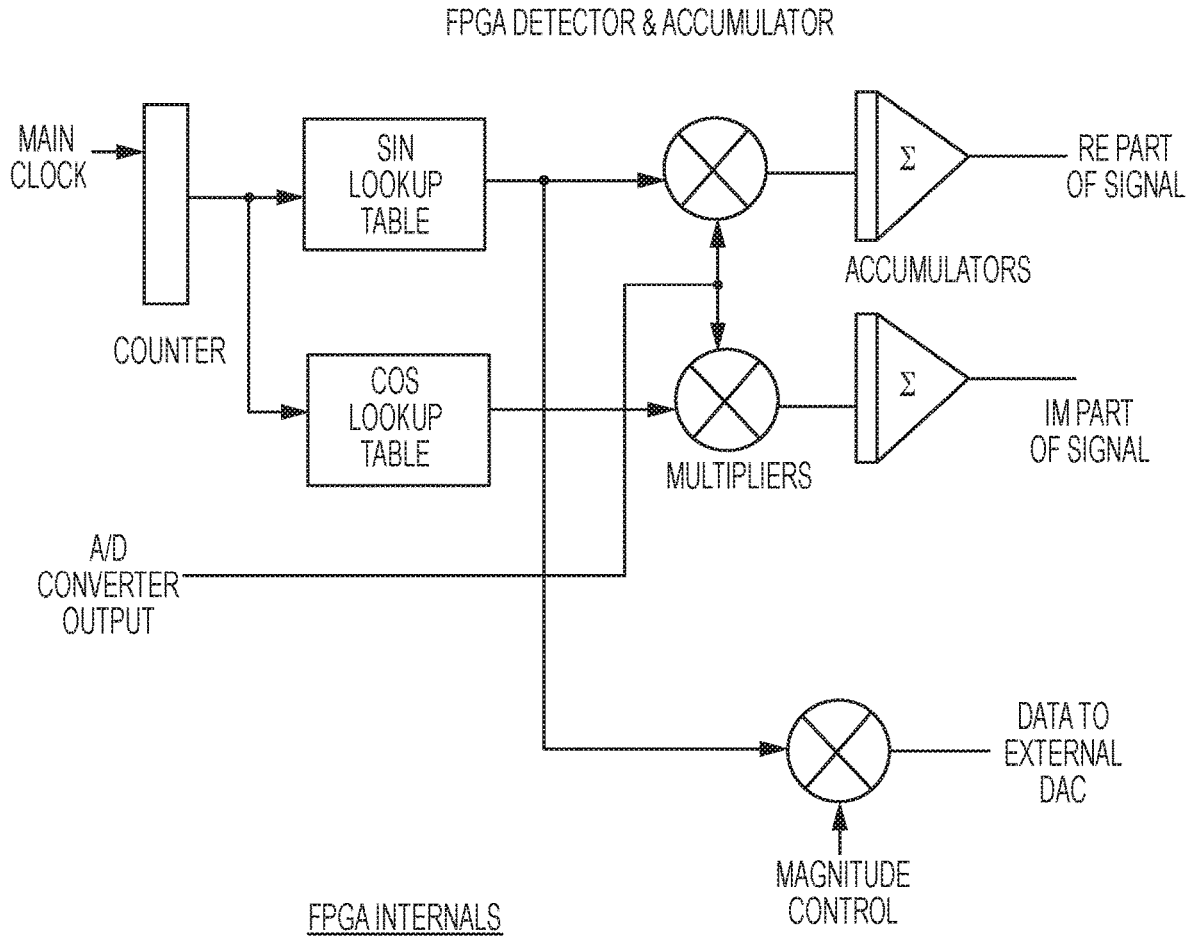 FPGA DETECTOR & ACCUMULATOR
MAIN
CLOCK
COUNTER
SIN
LOOKUP
TABLE
COS
LOOKUP
TABLE
MULTIPLIERS
Σ
ACCUMULATORS
Σ
RE PART
OF SIGNAL
IM PART
OF SIGNAL
A/D
CONVERTER
OUTPUT
DATA TO
EXTERNAL
DAC
MAGNITUDE
CONTROL
FPGA INTERNALS